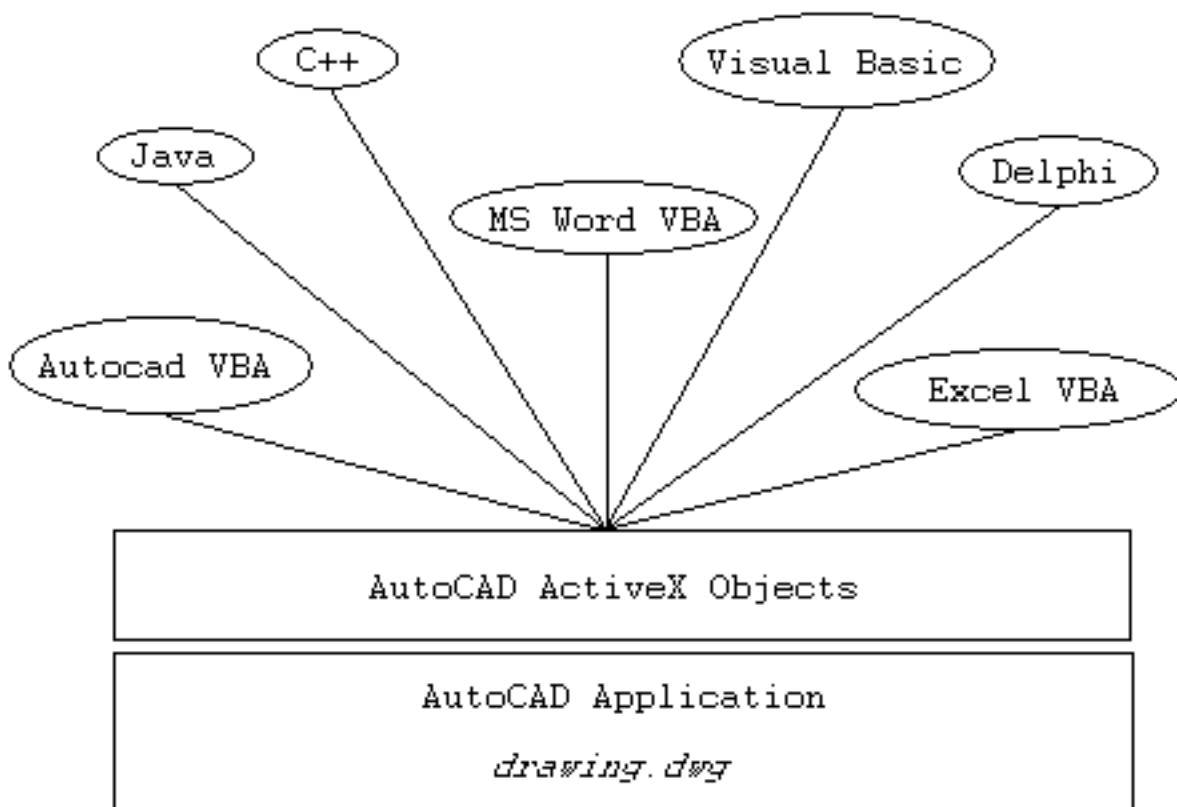 C++
Visual Basic
Java
Delphi
MS Word VBA
Autocad VBA
Excel VBA
AutoCAD ActiveX Objects
AutoCAD Application
drawing.dwg